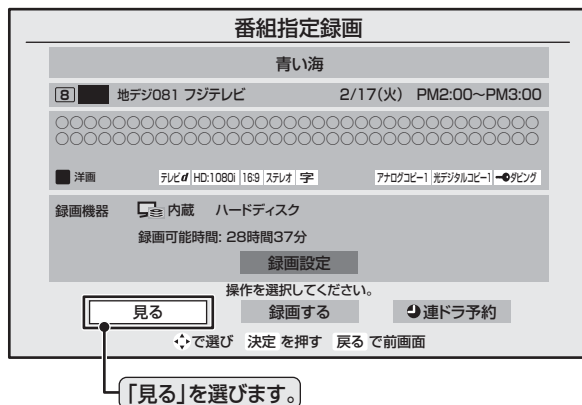 番組指定録画
青い海
8 地デジ081 フジテレビ 2/17(火) PM2:00～PM3:00
○○○○○○○○○○○○○○○○○○○○○○○○○○○○○○○○○○
○○○○○○○○○○○○○○○○○○○○○○○○○○○○○○○○○○
洋画 テレビd HD:1080i 16:9 ステレオ 字 アナログコピー1 光デジタルコピー1 ダビング
録画機器 内蔵 ハードディスク
録画可能時間: 28時間37分
録画設定
操作を選択してください。
見る 録画する 連ドラ予約
で選び 決定 を押す 戻る で前画面
「見る」を選びます。